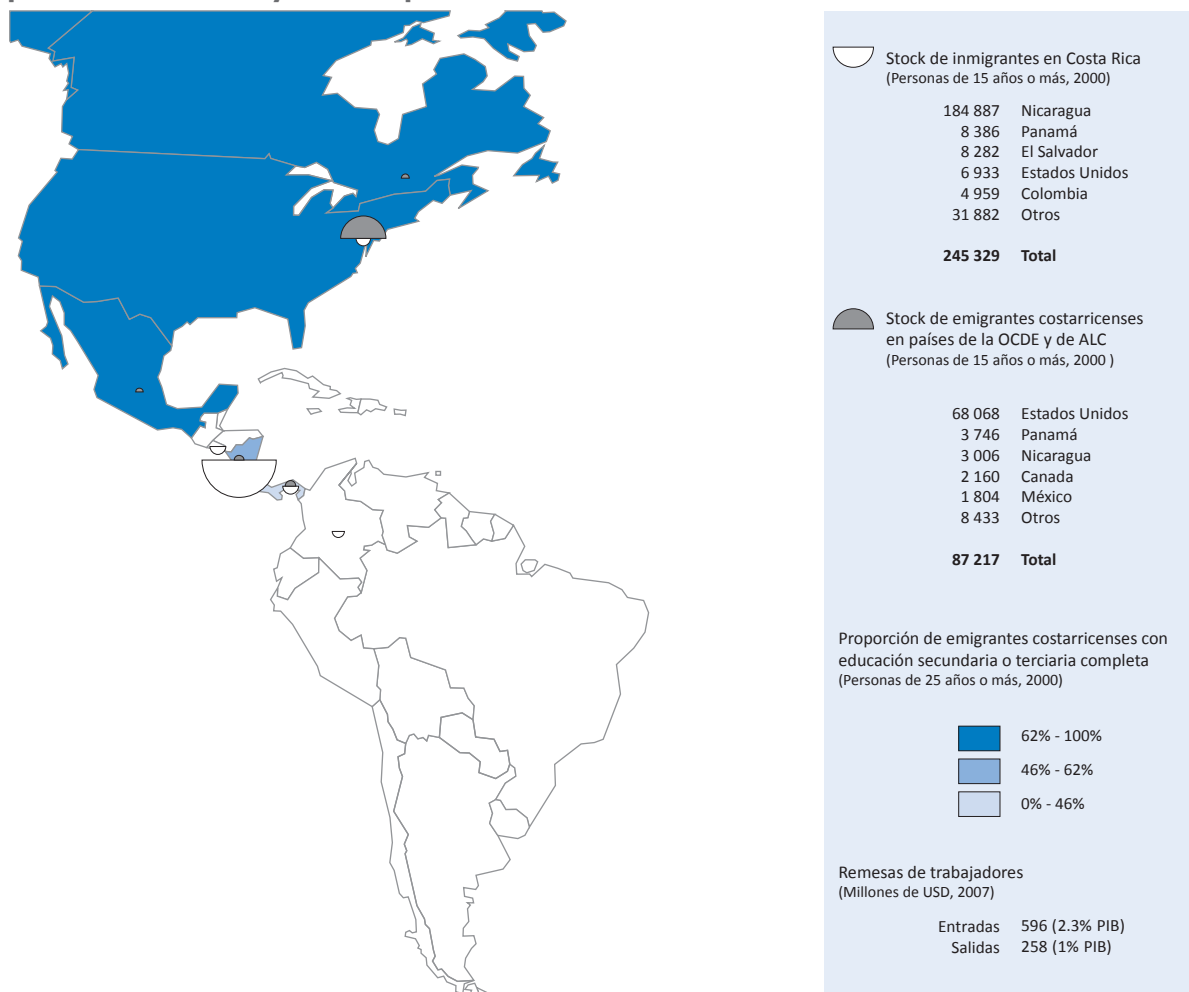 Stock de inmigrantes en Costa Rica
(Personas de 15 años o más, 2000)
184 887 Nicaragua
8 386 Panamá
8 282 El Salvador
6 933 Estados Unidos
4 959 Colombia
31 882 Otros
245 329 Total
Stock de emigrantes costarricenses
en países de la OCDE y de ALC
(Personas de 15 años o más, 2000 )
68 068 Estados Unidos
3 746 Panamá
3 006 Nicaragua
2 160 Canada
1 804 México
8 433 Otros
87 217 Total
Proporción de emigrantes costarricenses con
educación secundaria o terciaria completa
(Personas de 25 años o más, 2000)
62% - 100%
46% - 62%
0% - 46%
Remesas de trabajadores
(Millones de USD, 2007)
Entradas 596 (2.3% PIB)
Salidas 258 (1% PIB)